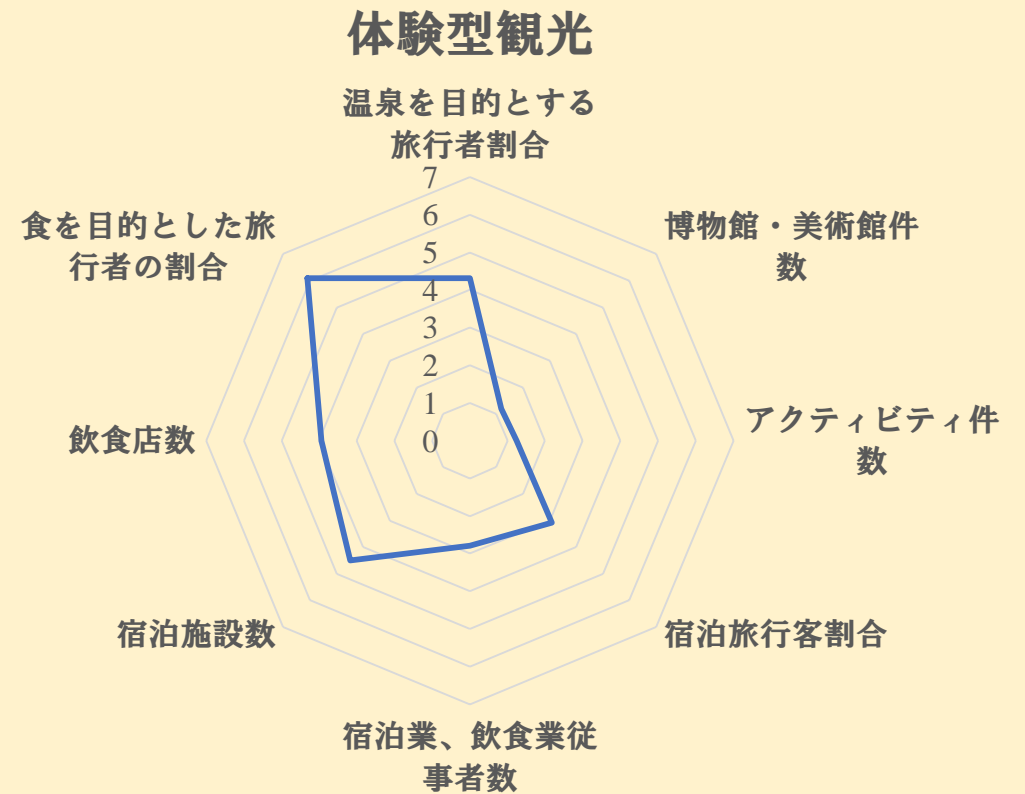 体験型観光
温泉を目的とする
旅行者割合
博物館・美術館件
数
アクティビティ件
数
宿泊旅行客割合
宿泊業、飲食業従
事者数
宿泊施設数
飲食店数
食を目的とした旅
行者の割合
7
6
5
4
3
2
1
0